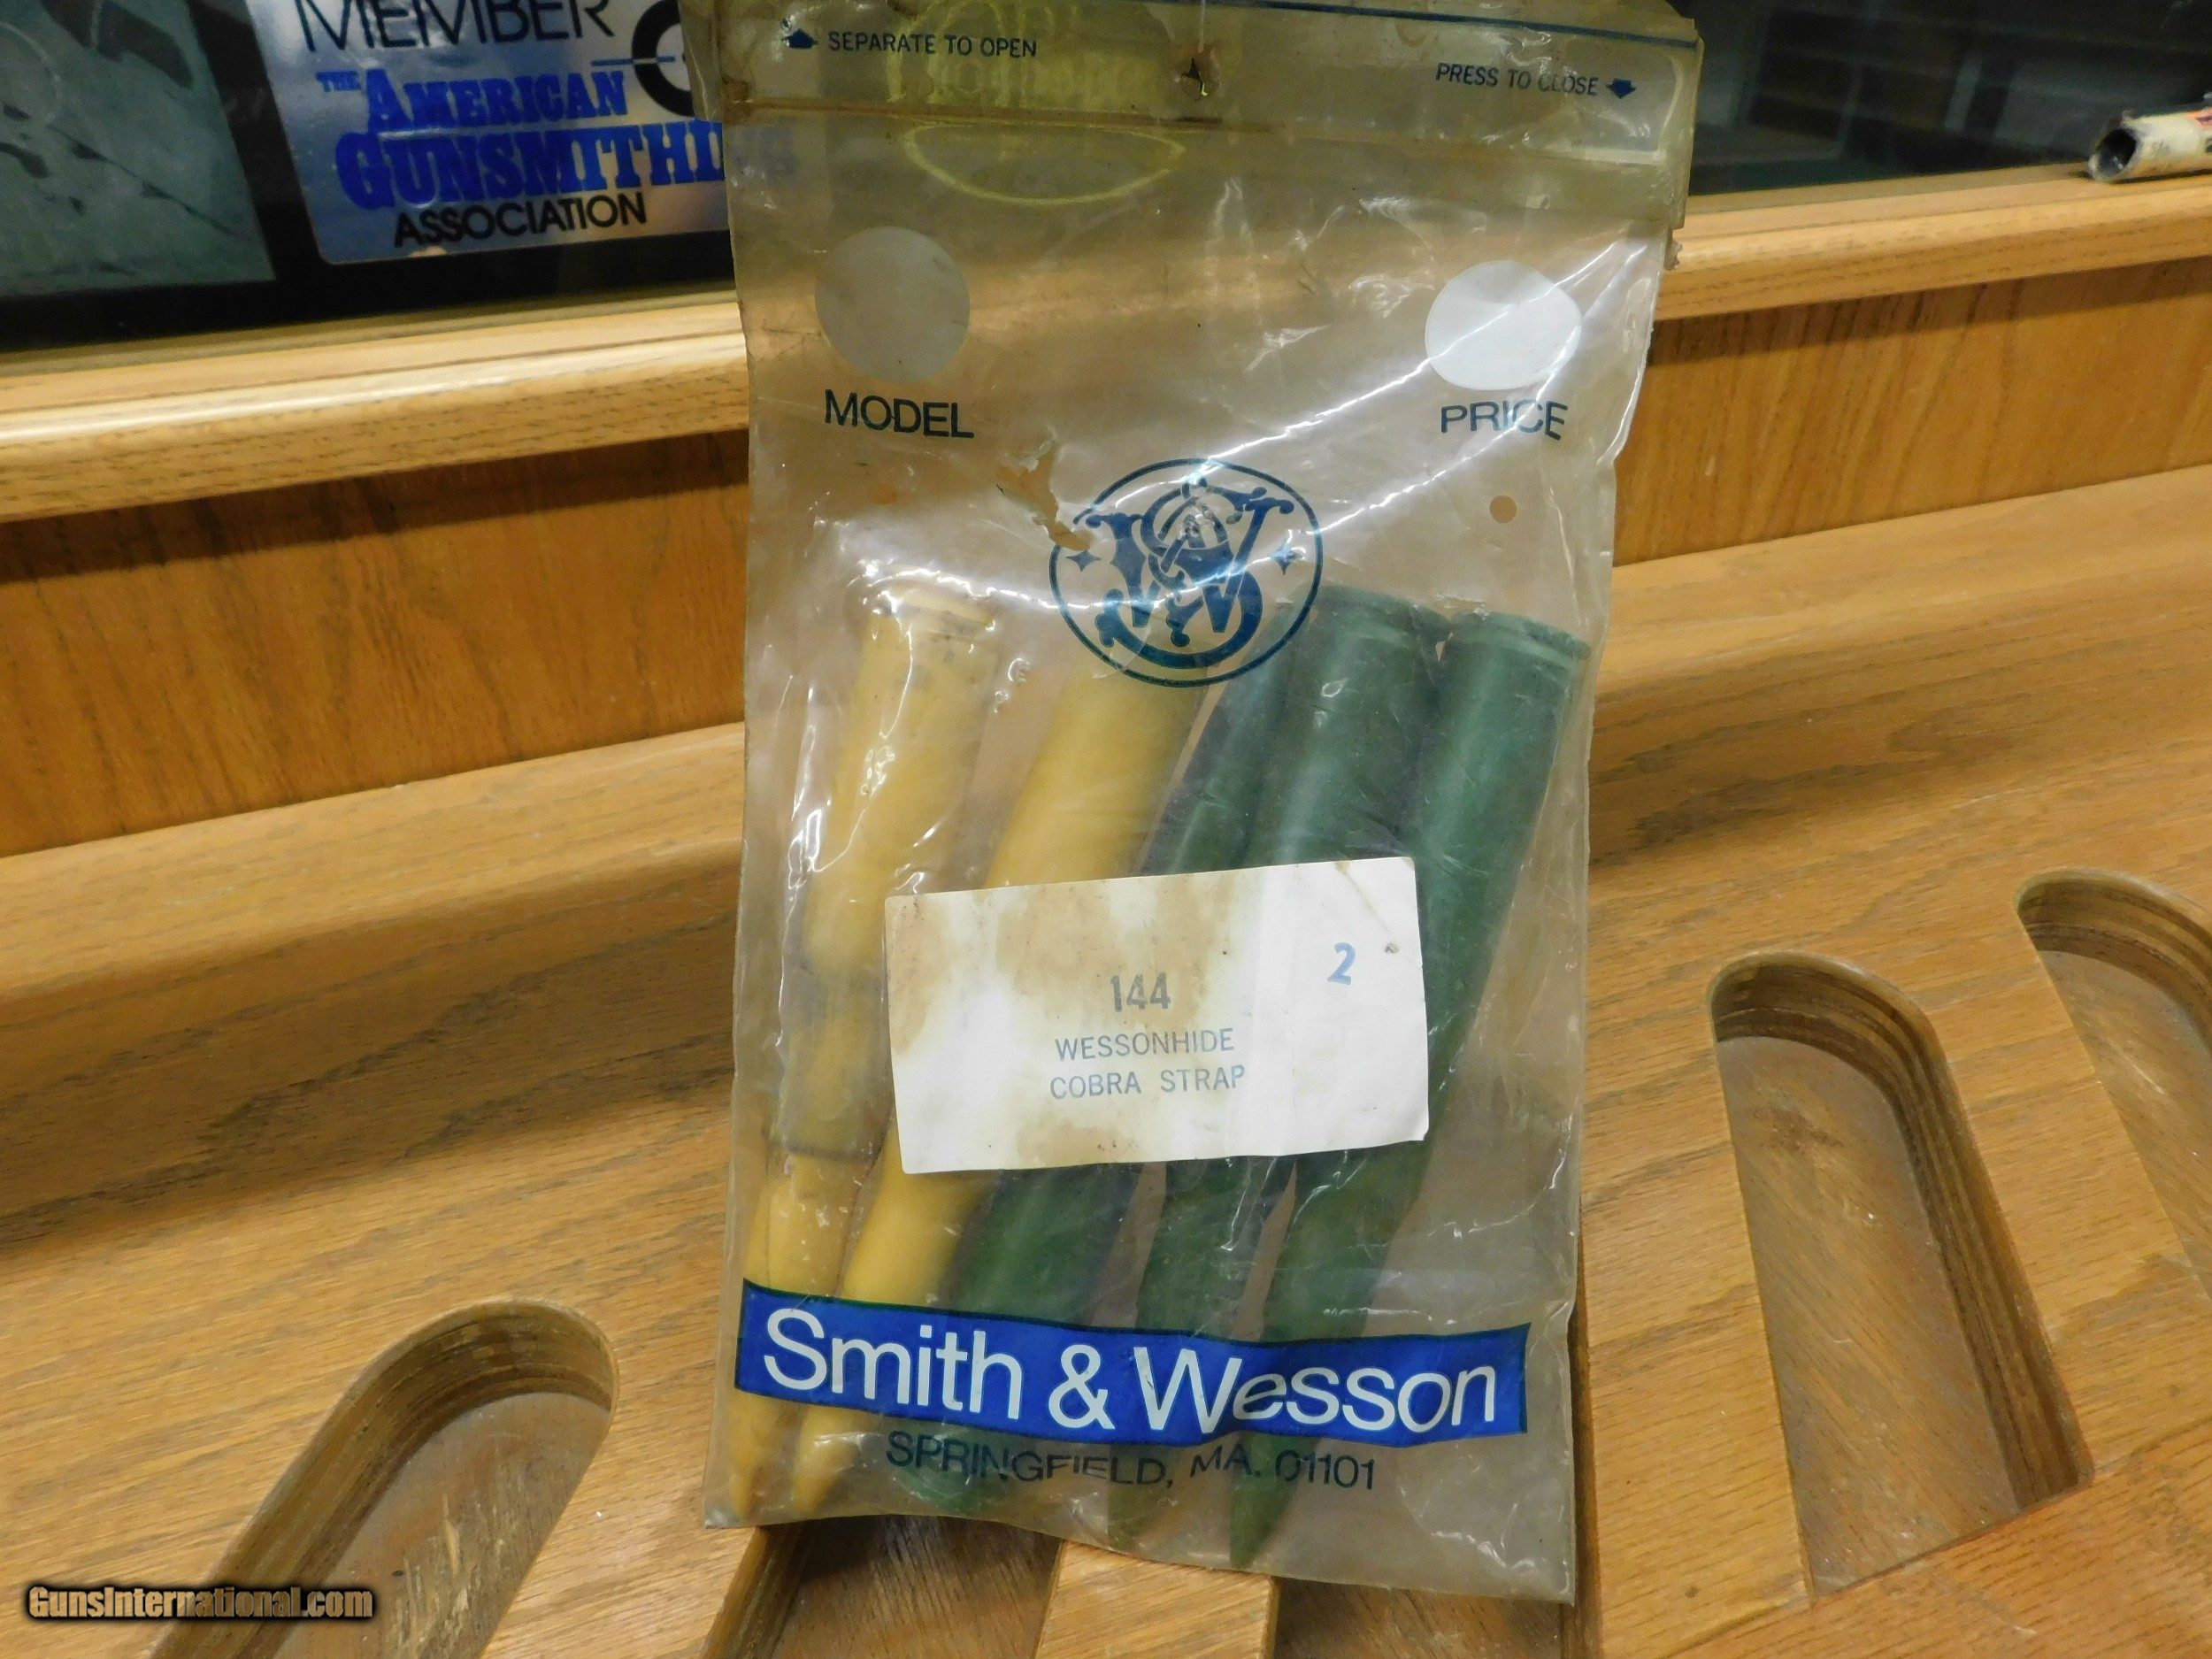 MEMBER
THE
AMERICAN
GUNSMITHING
ASSOCIATION
SEPARATE TO OPEN
PRESS TO CLOSE
MODEL
PRICE
2
144
WESSONHIDE
COBRA STRAP
Smith & Wesson
SPRINGFIELD, MA. 01101
GunsInternational.com